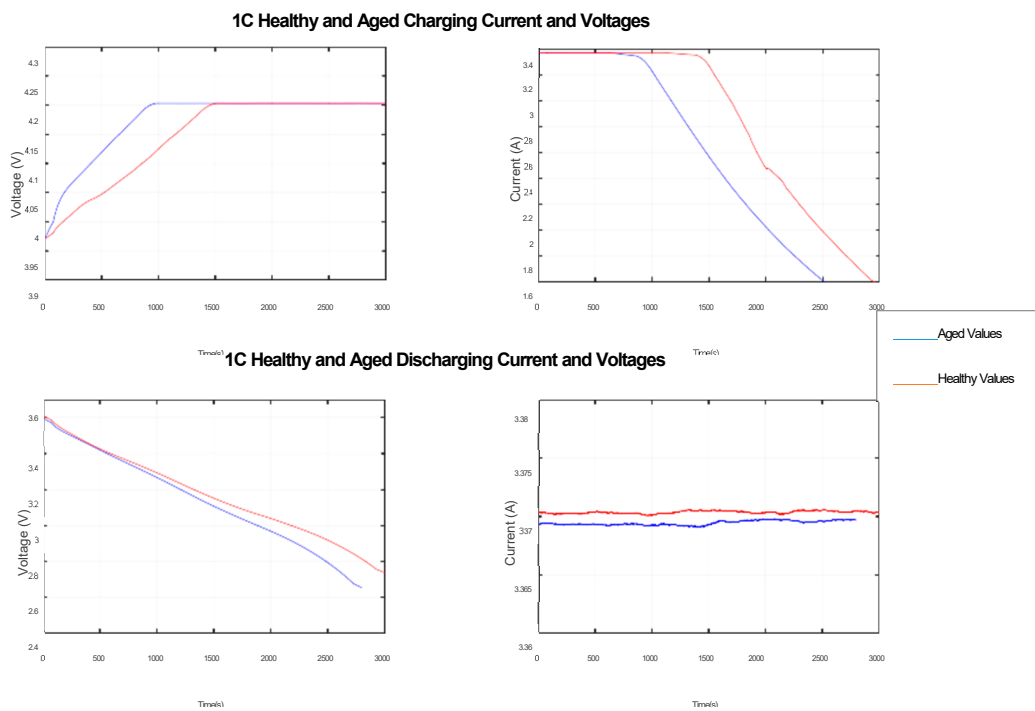 1C Healthy and Aged Charging Current and Voltages
4.3
4.25
4.2
4.15
4.1
4.05
4
3.95
3.9
Voltage (V)
0 500 1000 1500 2000 2500 3000
Time(s)
3.4
3.2
3
2.8
2.6
2.4
2.2
2
1.8
1.6
Current (A)
0 500 1000 1500 2000 2500 3000
Time(s)
Aged Values
Healthy Values
1C Healthy and Aged Discharging Current and Voltages
3.6
3.4
3.2
3
2.8
2.6
2.4
Voltage (V)
0 500 1000 1500 2000 2500 3000
Time(s)
3.38
3.375
3.37
3.365
3.36
Current (A)
0 500 1000 1500 2000 2500 3000
Time(s)